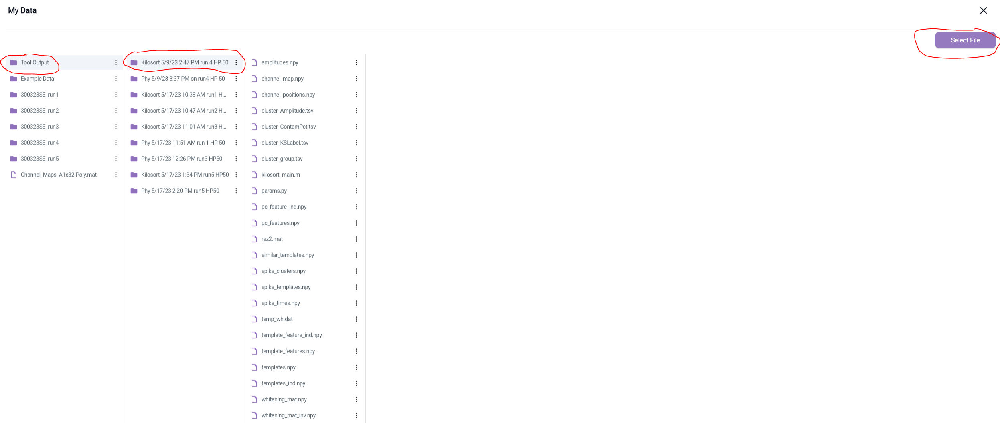 My Data
Select File
Tool Output
Example Data
300323SE_run1
300323SE_run2
300323SE_run3
300323SE_run4
300323SE_run5
Channel_Maps_A1x32-Poly.mat
Kilosort 5/9/23 2:47 PM run 4 HP 50
Phy 5/9/23 3:37 PM on run4 HP 50
Kilosort 5/17/23 10:38 AM run1 H...
Kilosort 5/17/23 10:47 AM run2 H...
Kilosort 5/17/23 11:01 AM run3 H...
Phy 5/17/23 11:51 AM run 1 HP 50
Phy 5/17/23 12:26 PM run3 HP50
Kilosort 5/17/23 1:34 PM run5 HP50
Phy 5/17/23 2:20 PM run5 HP50
amplitudes.npy
channel_map.npy
channel_positions.npy
cluster_Amplitude.tsv
cluster_ContamPct.tsv
cluster_KSLabel.tsv
cluster_group.tsv
kilosort_main.m
params.py
pc_feature_ind.npy
pc_features.npy
rez2.mat
similar_templates.npy
spike_clusters.npy
spike_templates.npy
spike_times.npy
temp_wh.dat
template_feature_ind.npy
template_features.npy
templates.npy
templates_ind.npy
whitening_mat.npy
whitening_mat_inv.npy